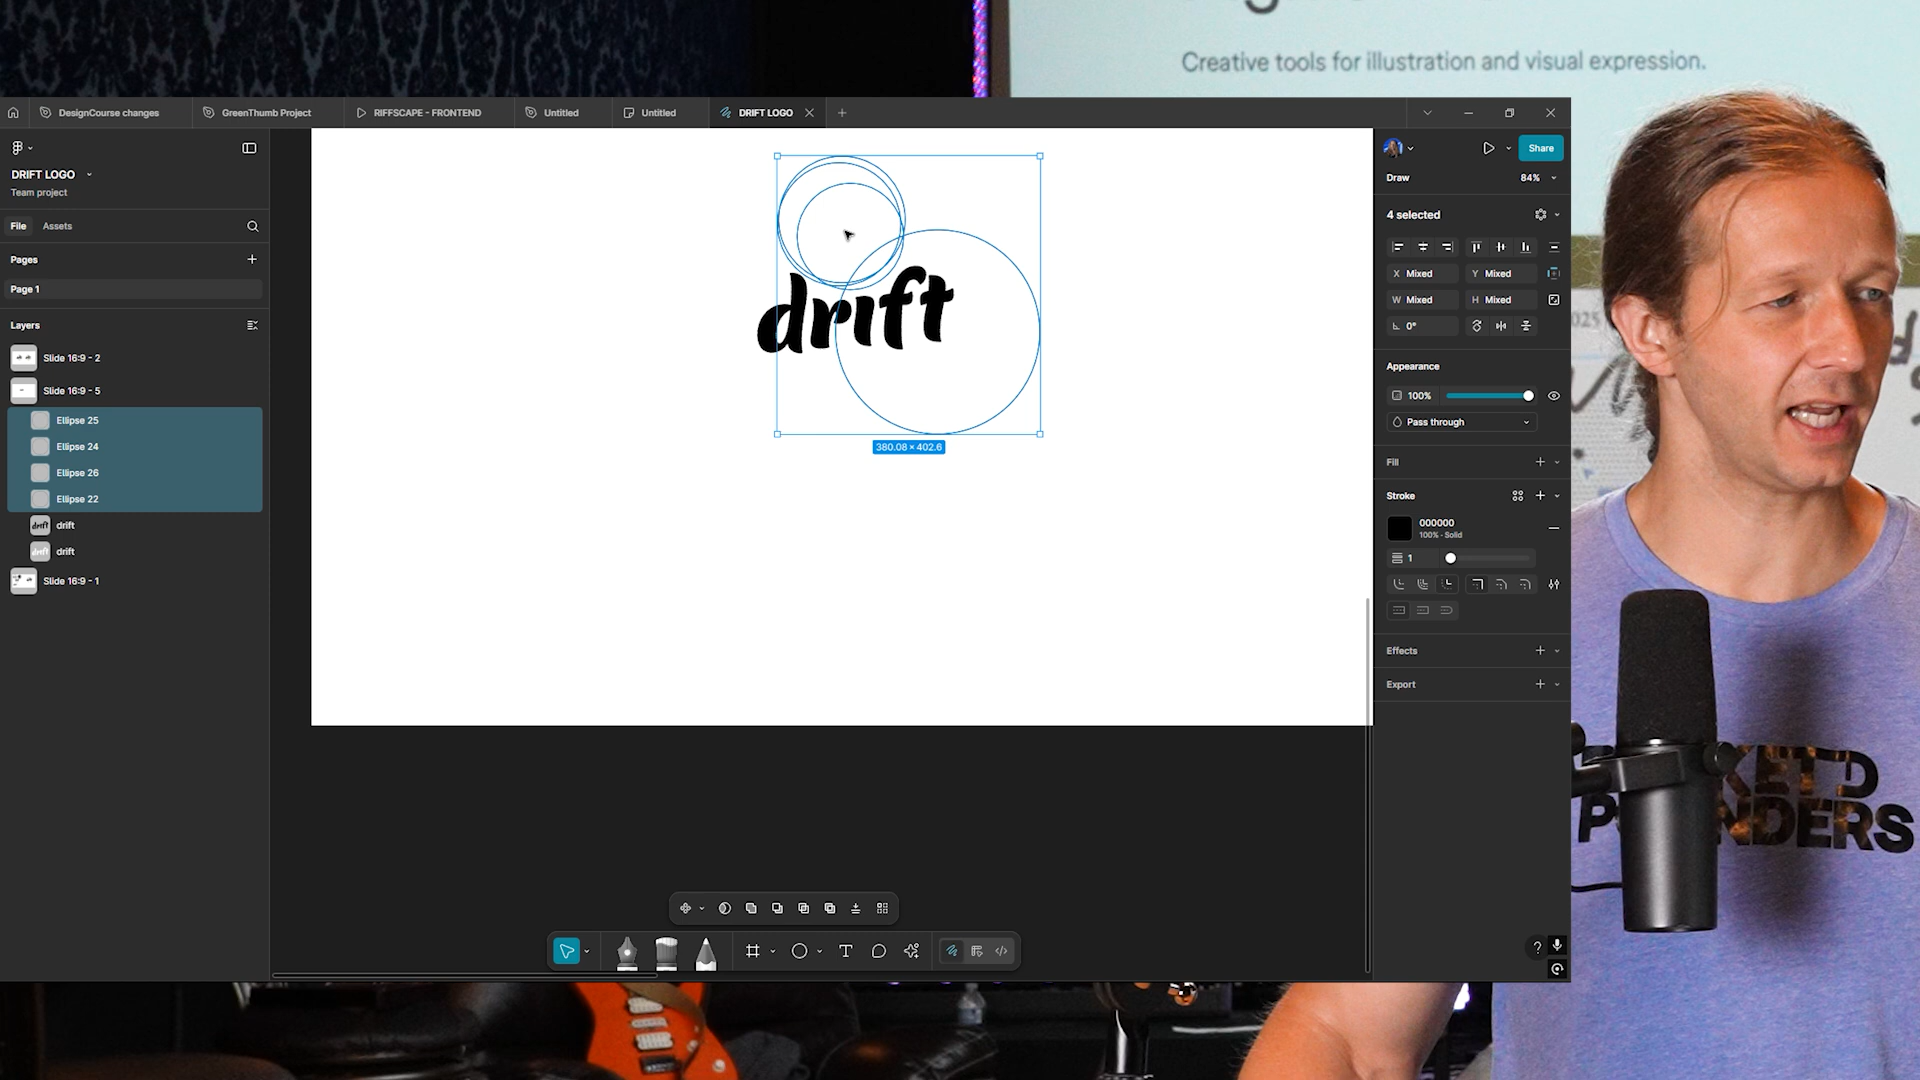 Creative tools for illustration and visual expression.
DesignCourse changes
GreenThumb Project
RIFFSCAPE - FRONTEND
Untitled
Untitled
DRIFT LOGO
DRIFT LOGO
Team project
File
Assets
Pages
Page 1
Layers
Slide 16:9 - 2
Slide 16:9 - 5
Ellipse 25
Ellipse 24
Ellipse 26
Ellipse 22
drift
drift
Slide 16:9 - 1
drift
380.08 × 402.6
Share
Draw
84%
4 selected
X Mixed
Y Mixed
W Mixed
H Mixed
0°
Appearance
100%
Pass through
Fill
Stroke
000000
100% · Solid
1
Effects
Export
T
?
2025